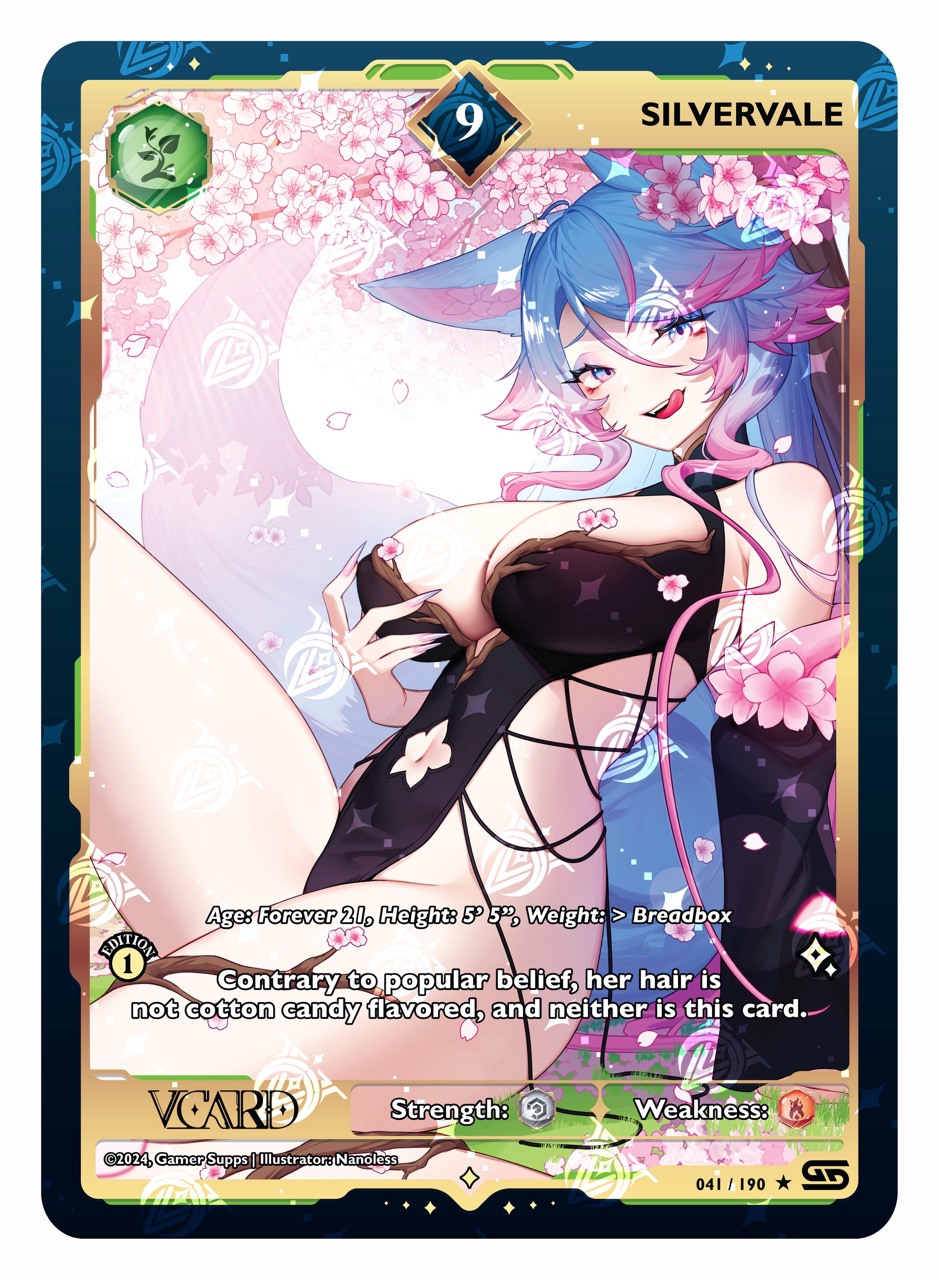 9
SILVERVALE
Age: Forever 21, Height: 5’ 5”, Weight: > Breadbox
EDITION
1
Contrary to popular belief, her hair is
not cotton candy flavored, and neither is this card.
VCARD
Strength:
Weakness:
©2024, Gamer Supps | Illustrator: Nanoless
041 / 190 ★
GS